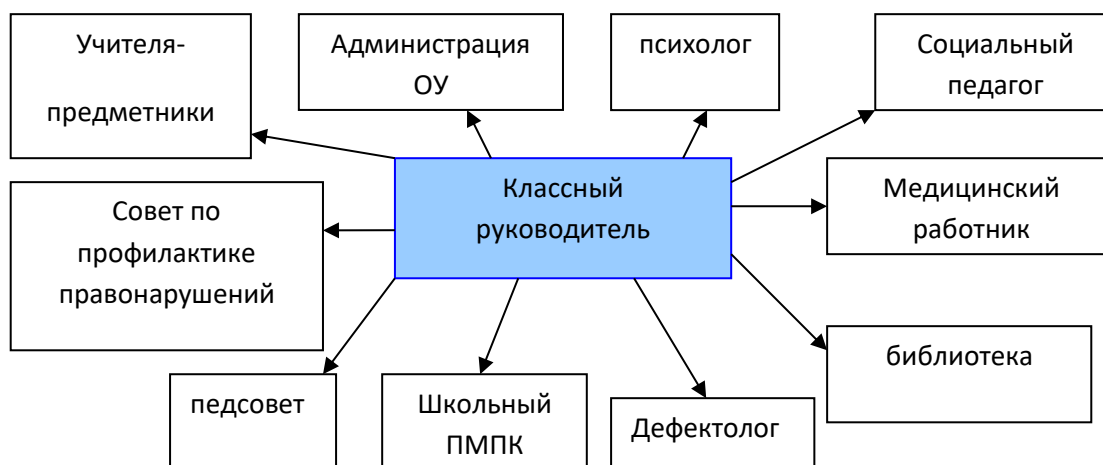 Учителя-
предметники
Администрация
ОУ
психолог
Социальный
педагог
Классный
руководитель
Медицинский
работник
Совет по
профилактике
правонарушений
библиотека
педсовет
Школьный
ПМПК
Дефектолог